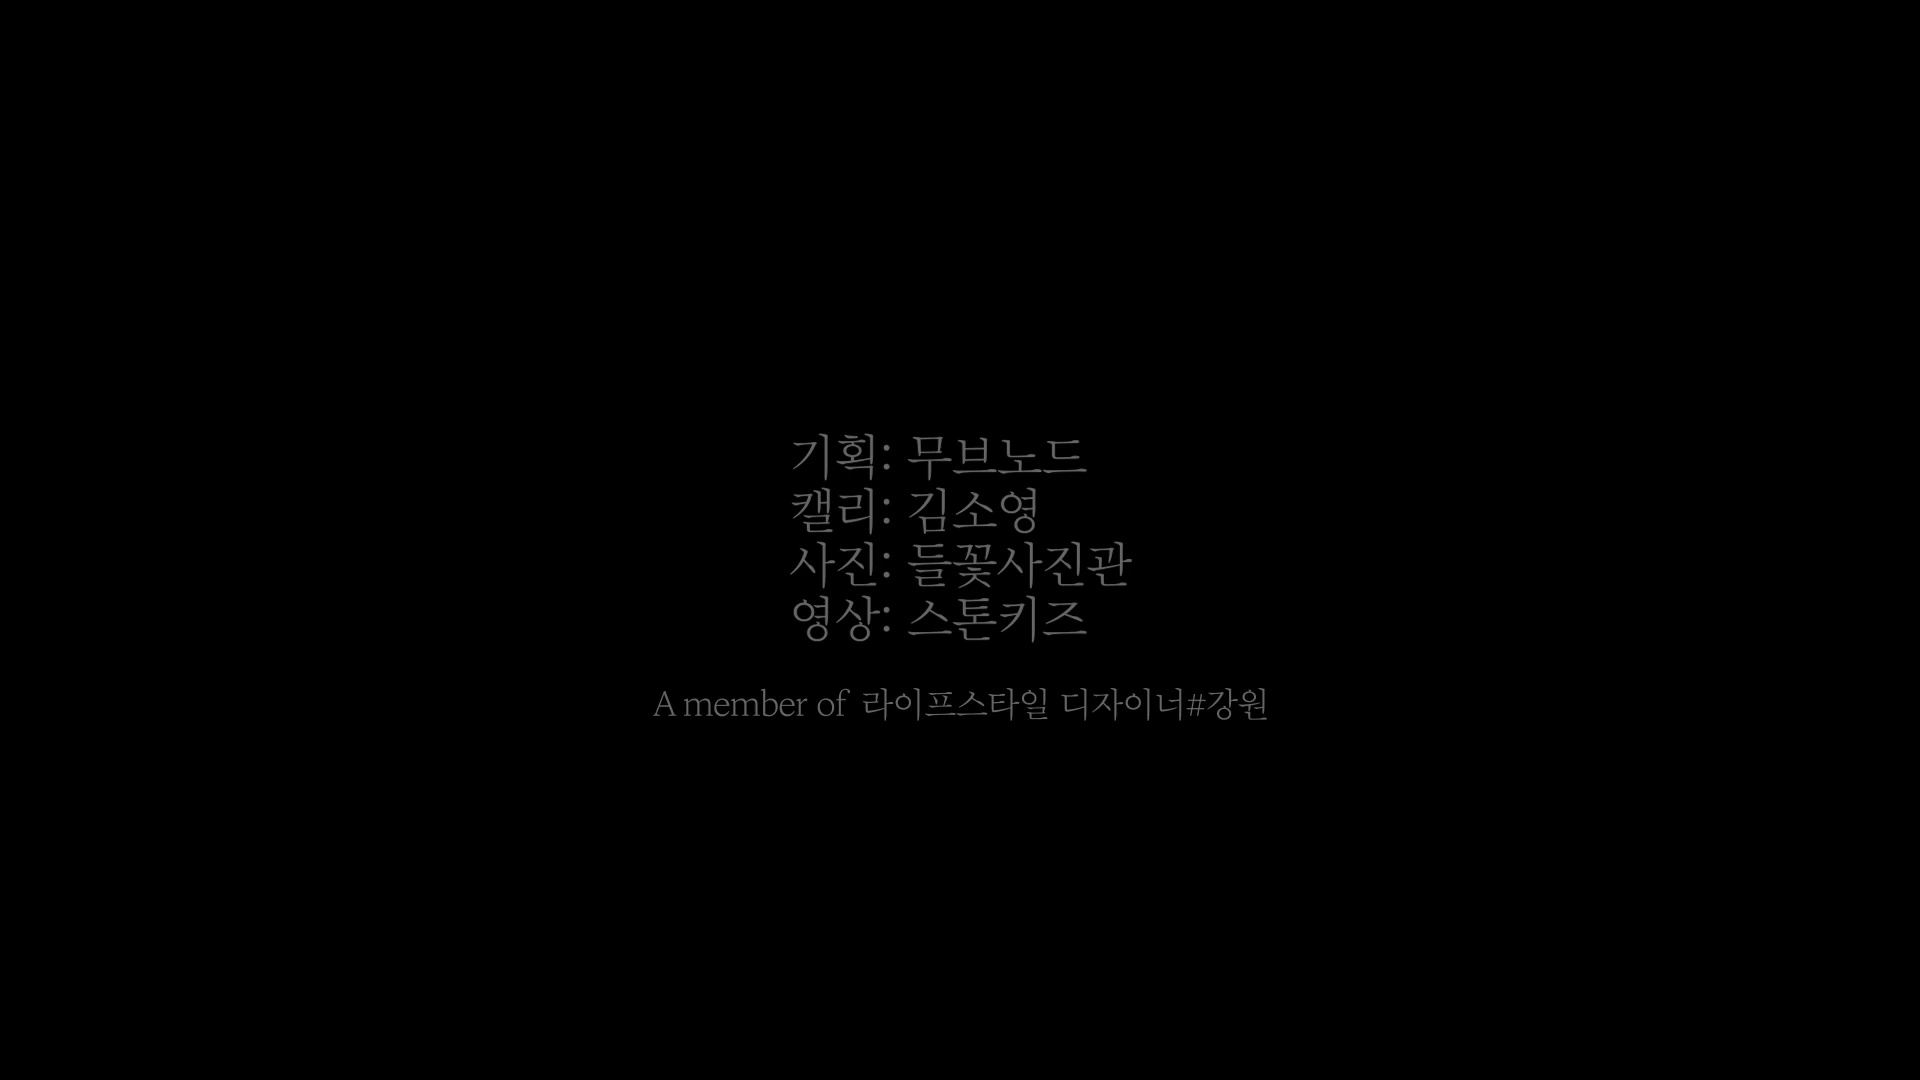 기획: 무브노드
캘리: 김소영
사진: 들꽃사진관
영상: 스톤키즈
A member of 라이프스타일 디자이너#강원